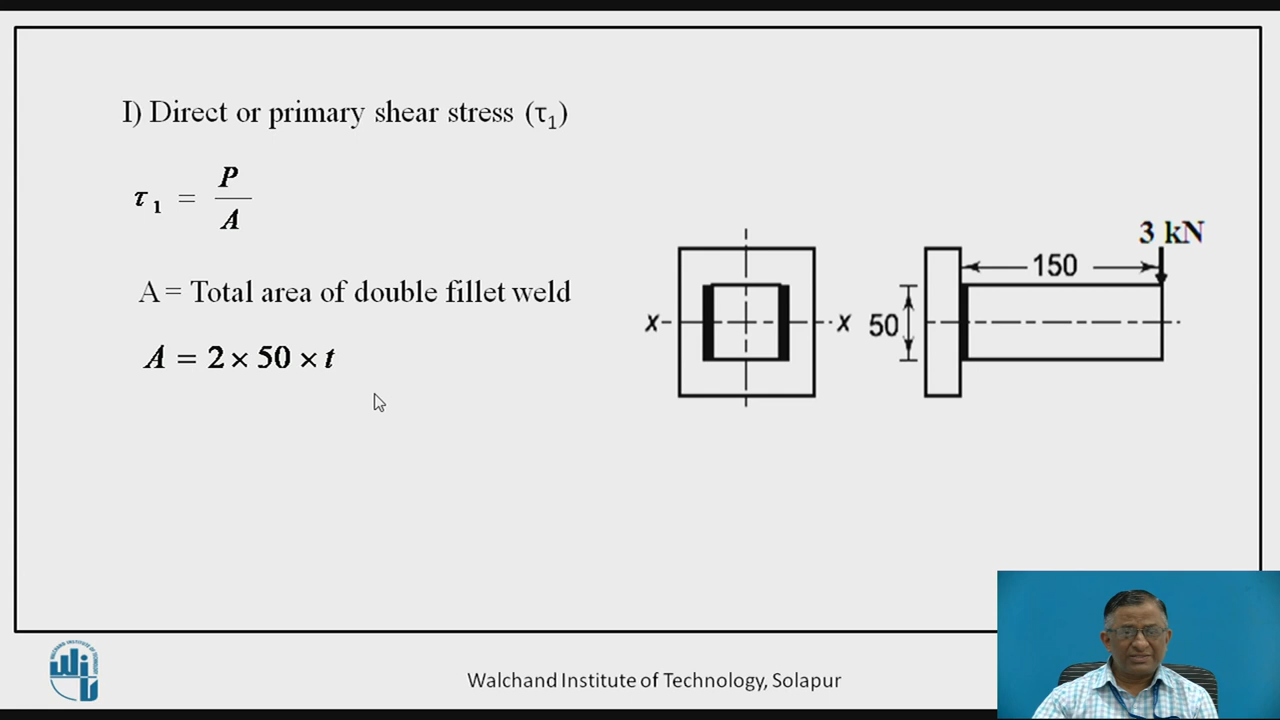 I) Direct or primary shear stress (τ₁)
τ₁ = P / A
A = Total area of double fillet weld
A = 2 × 50 × t
3 kN
150
X
X
50
Walchand Institute of Technology, Solapur